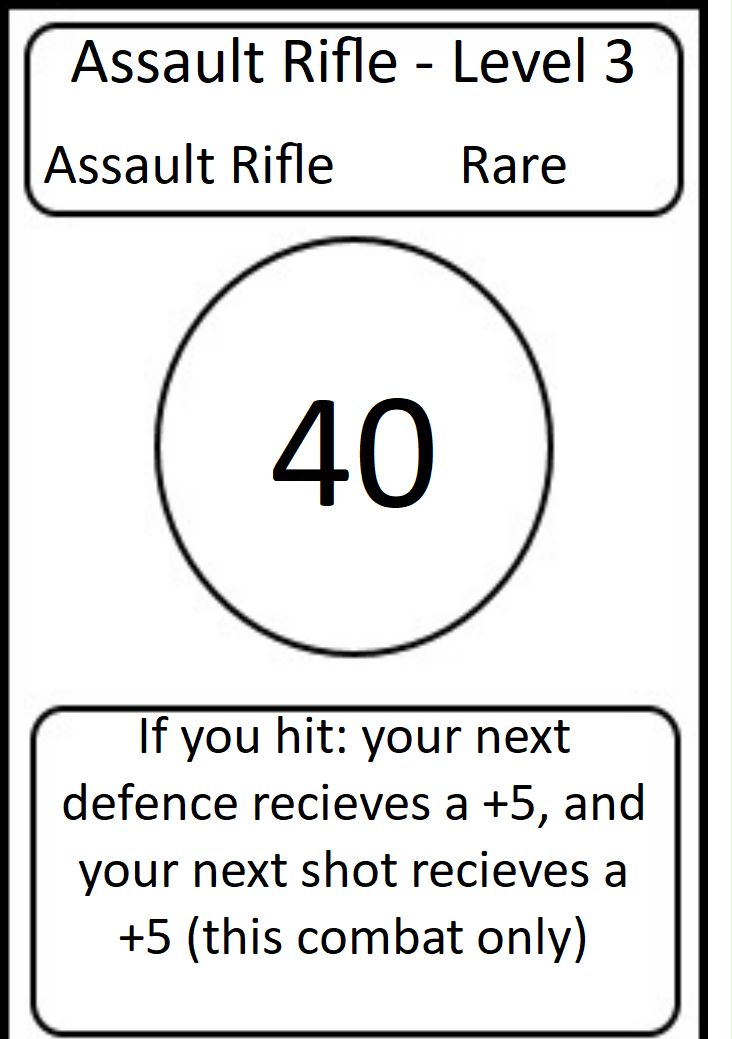 Assault Rifle - Level 3
Assault Rifle Rare
40
If you hit: your next
defence recieves a +5, and
your next shot recieves a
+5 (this combat only)